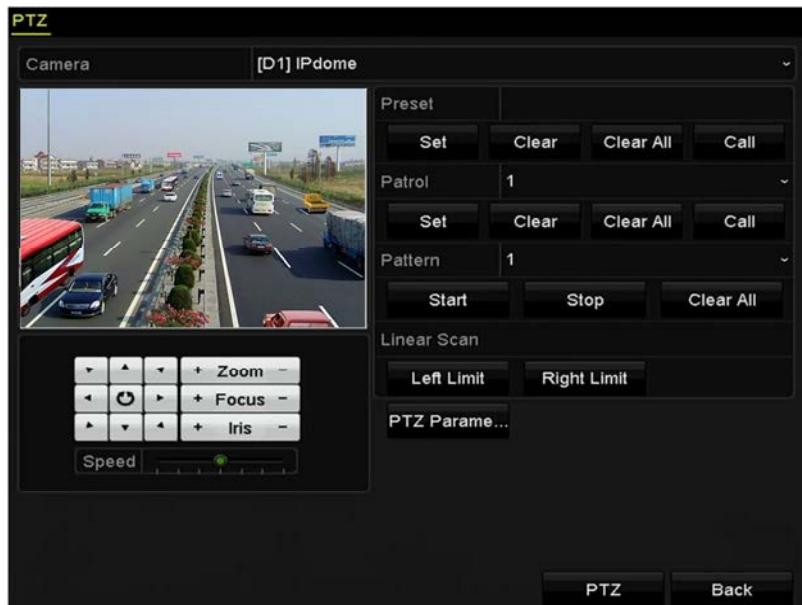 PTZ
Camera [D1] IPdome
Preset
Set Clear Clear All Call
Patrol 1
Set Clear Clear All Call
Pattern 1
Start Stop Clear All
Linear Scan
Left Limit Right Limit
PTZ Parame...
+ Zoom -
+ Focus -
+ Iris -
Speed
PTZ Back